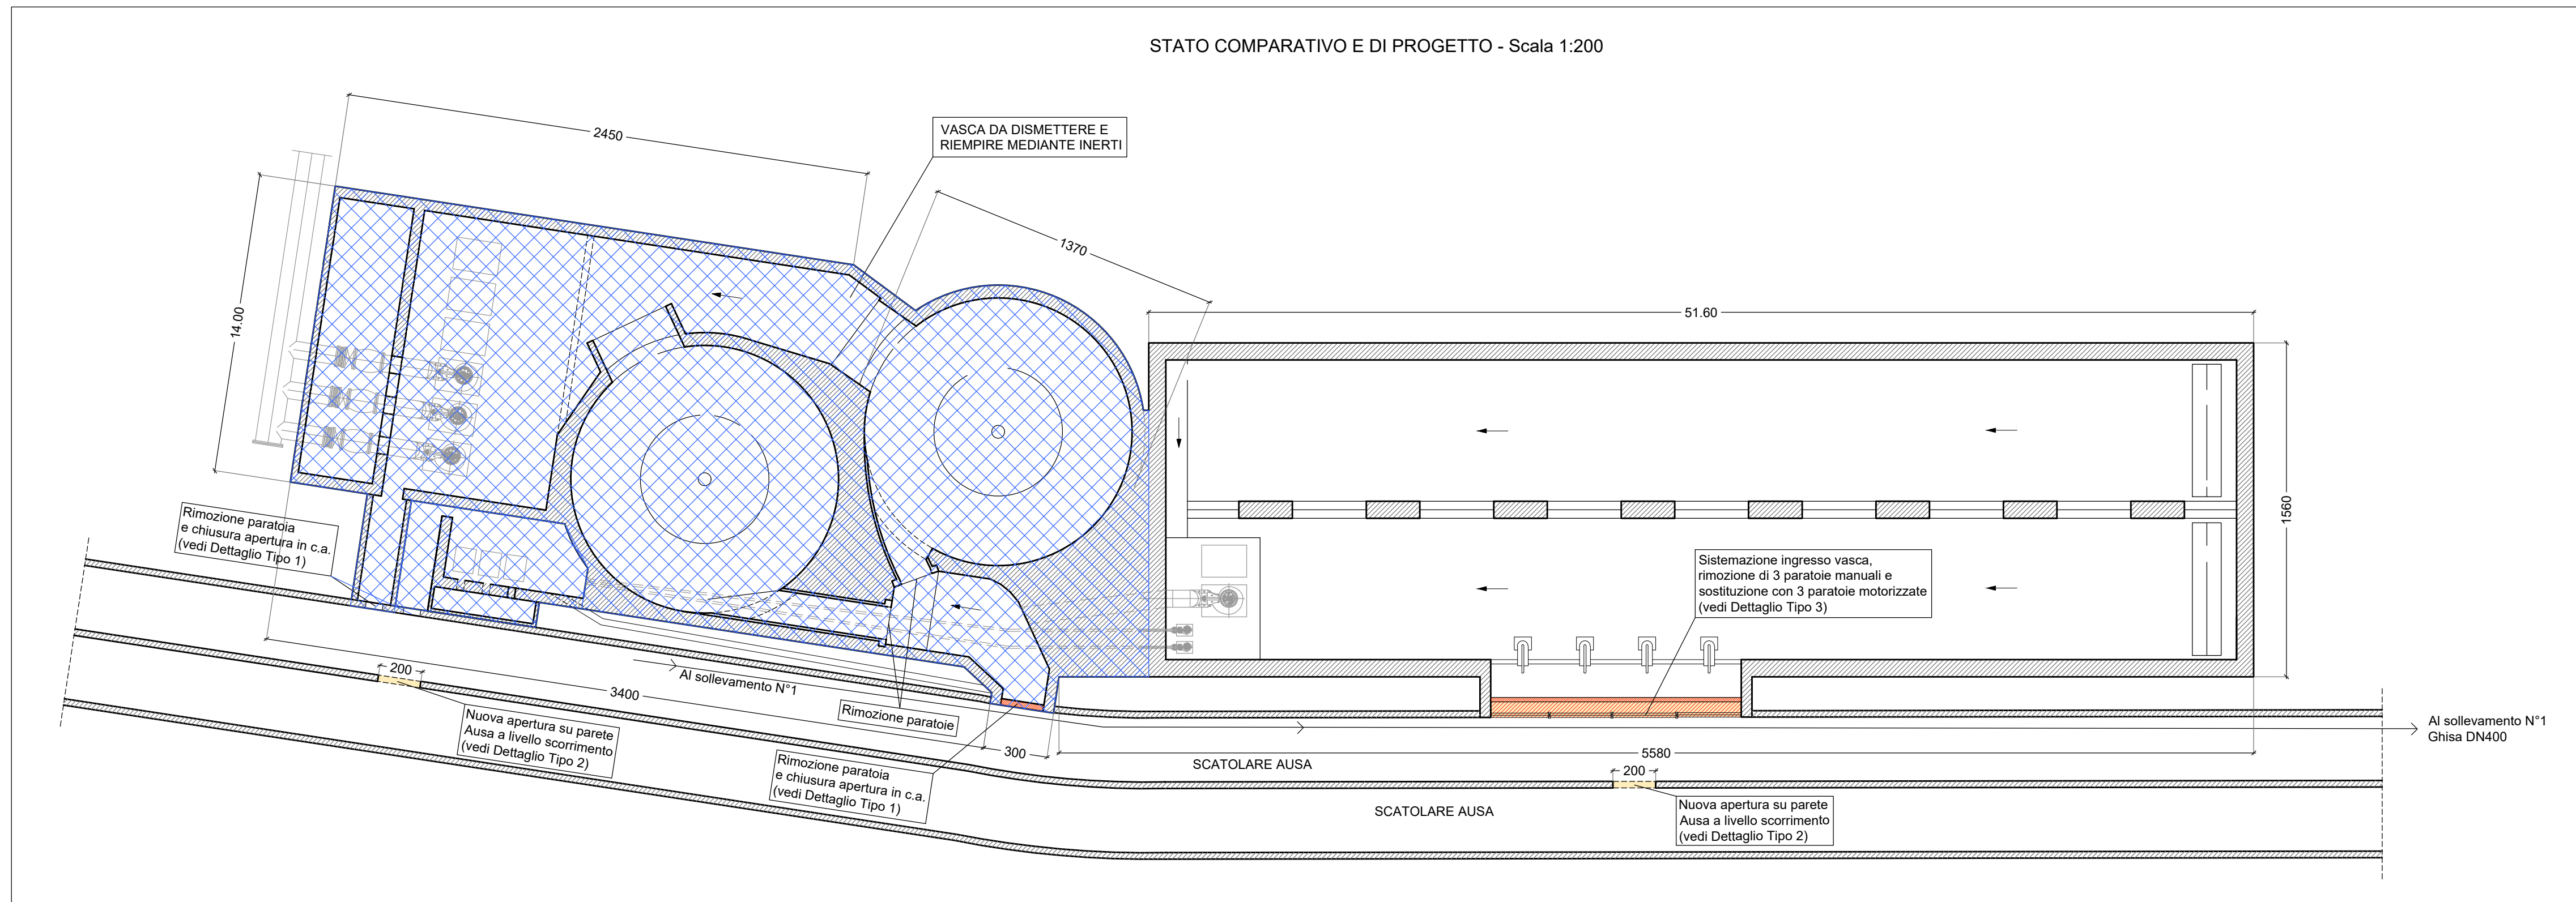 STATO COMPARATIVO E DI PROGETTO - Scala 1:200
2450
VASCA DA DISMETTERE E
RIEMPIRE MEDIANTE INERTI
1370
14.00
51.60
1560
Rimozione paratoia
e chiusura apertura in c.a.
(vedi Dettaglio Tipo 1)
Sistemazione ingresso vasca,
rimozione di 3 paratoie manuali e
sostituzione con 3 paratoie motorizzate
(vedi Dettaglio Tipo 3)
200
3400
Al sollevamento N°1
Rimozione paratoie
Nuova apertura su parete
Ausa a livello scorrimento
(vedi Dettaglio Tipo 2)
300
Rimozione paratoia
e chiusura apertura in c.a.
(vedi Dettaglio Tipo 1)
5580
Al sollevamento N°1
Ghisa DN400
SCATOLARE AUSA
200
SCATOLARE AUSA
Nuova apertura su parete
Ausa a livello scorrimento
(vedi Dettaglio Tipo 2)